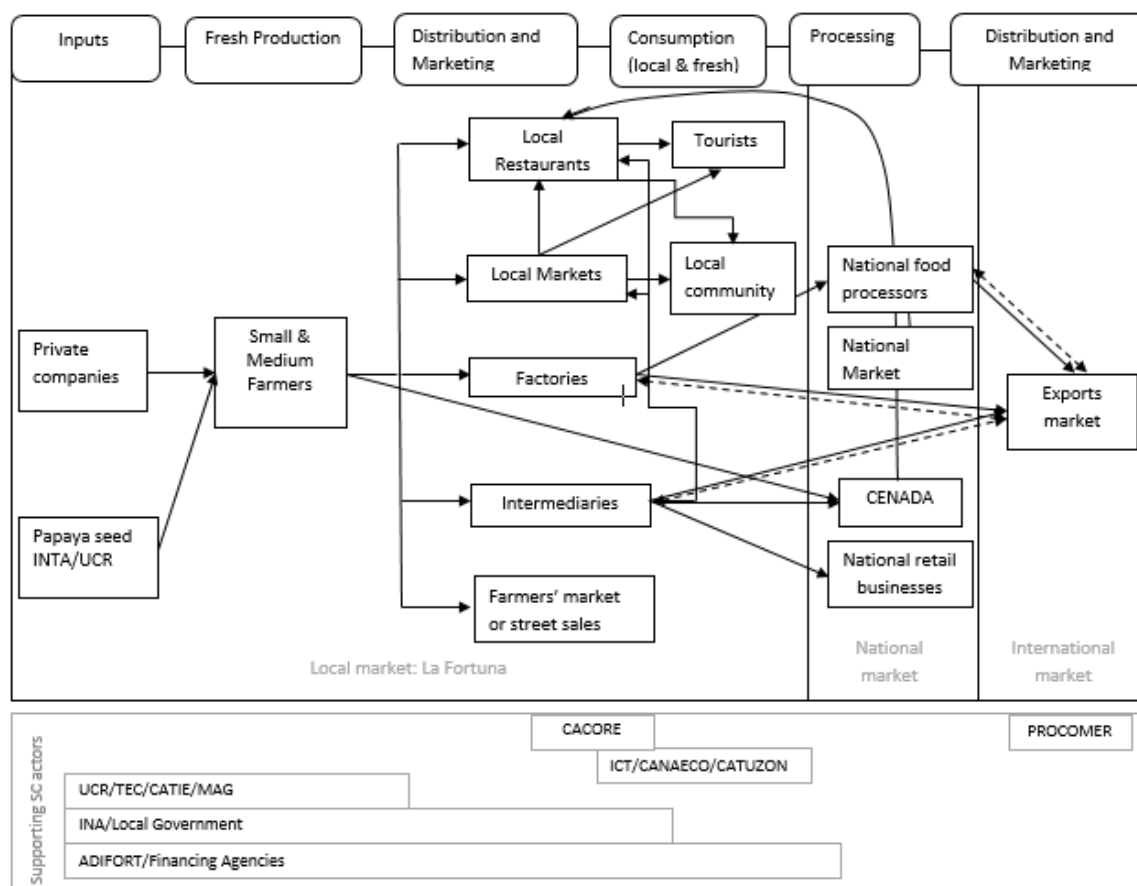 Inputs
Fresh Production
Distribution and
Marketing
Consumption
(local & fresh)
Processing
Distribution and
Marketing
Local
Restaurants
Tourists
Local Markets
Local
community
National food
processors
Private
companies
Small &
Medium
Farmers
Factories
National
Market
Exports
market
Intermediaries
CENADA
Papaya seed
INTA/UCR
National retail
businesses
Farmers’ market
or street sales
Local market: La Fortuna
National
market
International
market
Supporting SC actors
CACORE
PROCOMER
ICT/CANAECO/CATUZON
UCR/TEC/CATIE/MAG
INA/Local Government
ADIFORT/Financing Agencies